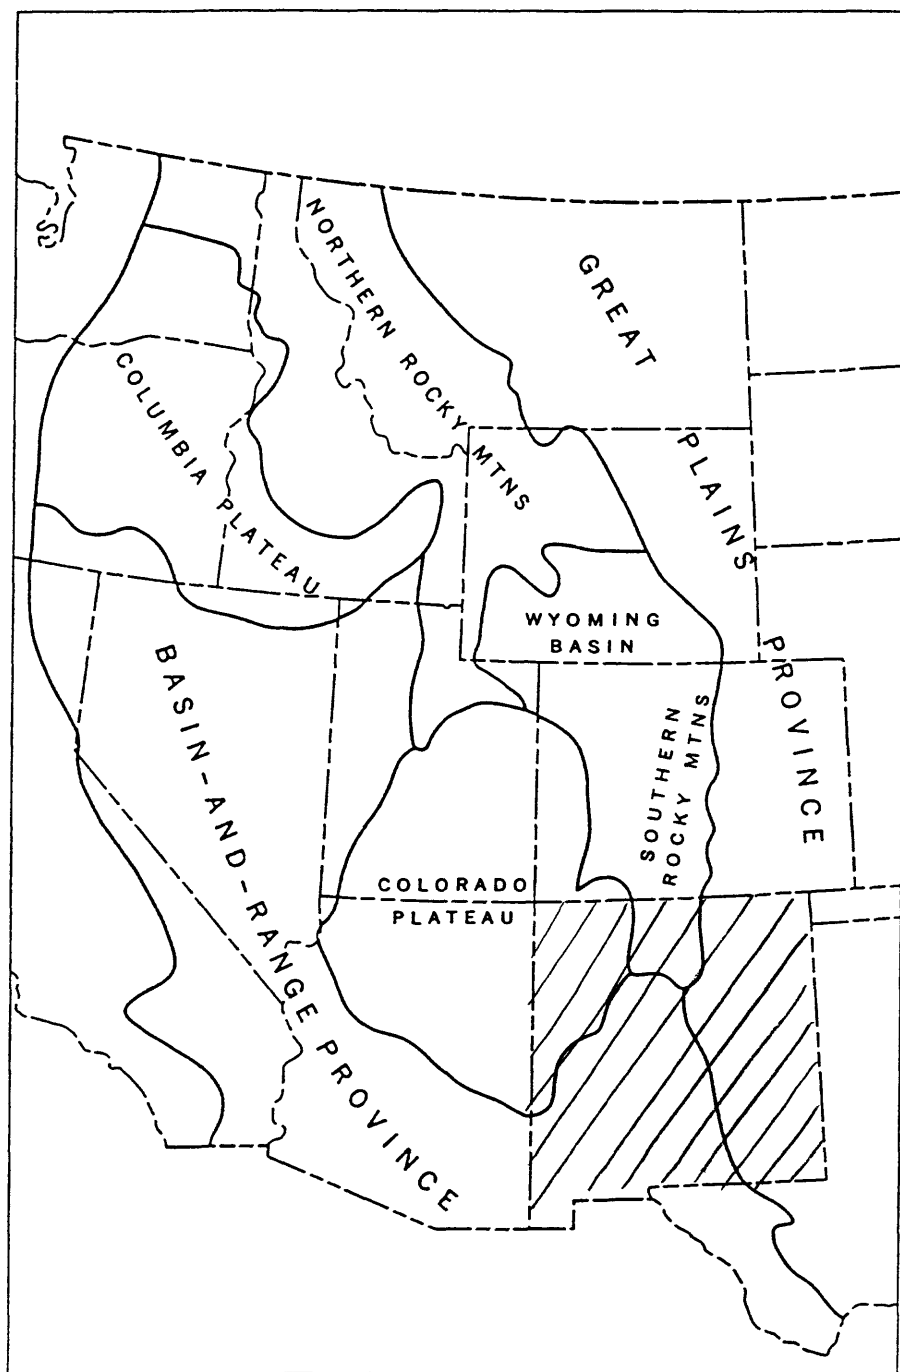 NORTHERN ROCKY MTNS
GREAT PLAINS PROVINCE
COLUMBIA PLATEAU
WYOMING
BASIN
BASIN-AND-RANGE PROVINCE
SOUTHERN
ROCKY MTNS
COLORADO
PLATEAU